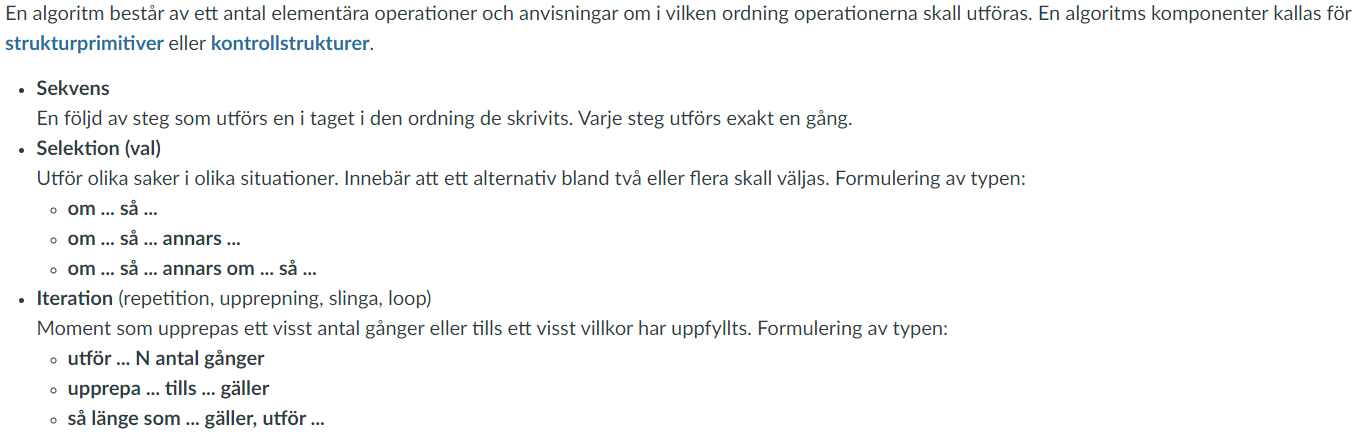 En algoritm består av ett antal elementära operationer och anvisningar om i vilken ordning operationerna skall utföras. En algoritms komponenter kallas för
strukturprimitiver eller kontrollstrukturer.
• Sekvens
En följd av steg som utförs en i taget i den ordning de skrivits. Varje steg utförs exakt en gång.
• Selektion (val)
Utför olika saker i olika situationer. Innebär att ett alternativ bland två eller flera skall väljas. Formulering av typen:
◦ om ... så ...
◦ om ... så ... annars ...
◦ om ... så ... annars om ... så ...
• Iteration (repetition, upprepning, slinga, loop)
Moment som upprepas ett visst antal gånger eller tills ett visst villkor har uppfyllts. Formulering av typen:
◦ utför ... N antal gånger
◦ upprepa ... tills ... gäller
◦ så länge som ... gäller, utför ...